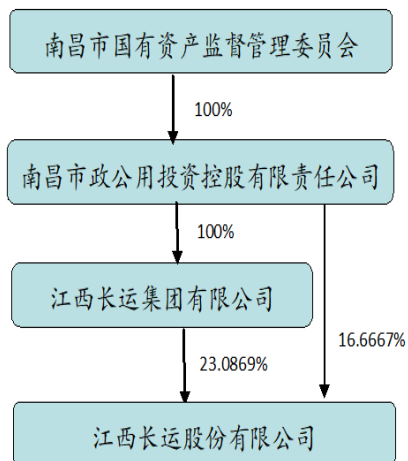 南昌市国有资产监督管理委员会
100%
南昌市政公用投资控股有限责任公司
100%
江西长运集团有限公司
16.6667%
23.0869%
江西长运股份有限公司